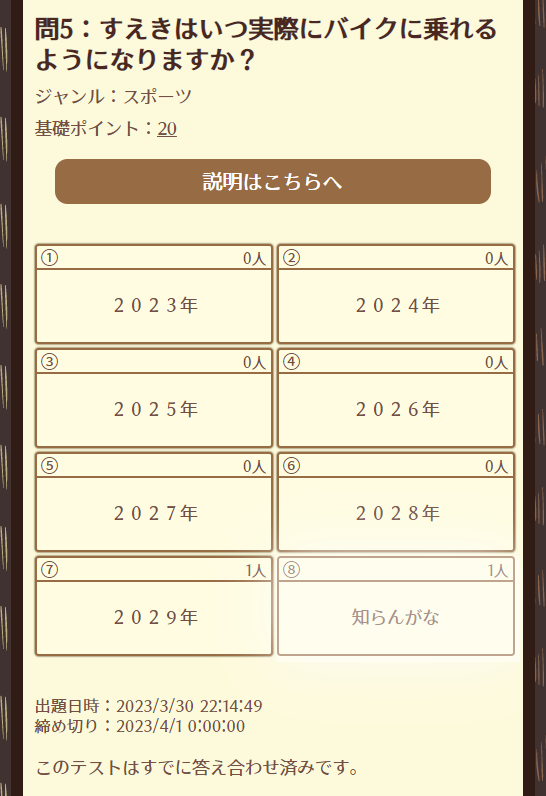 問5：すえきはいつ実際にバイクに乗れる
ようになりますか？
ジャンル：スポーツ
基礎ポイント：20
説明はこちらへ
① 0人
２０２３年
② 0人
２０２４年
③ 0人
２０２５年
④ 0人
２０２６年
⑤ 0人
２０２７年
⑥ 0人
２０２８年
⑦ 1人
２０２９年
⑧ 1人
知らんがな
出題日時：2023/3/30 22:14:49
締め切り：2023/4/1 0:00:00
このテストはすでに答え合わせ済みです。